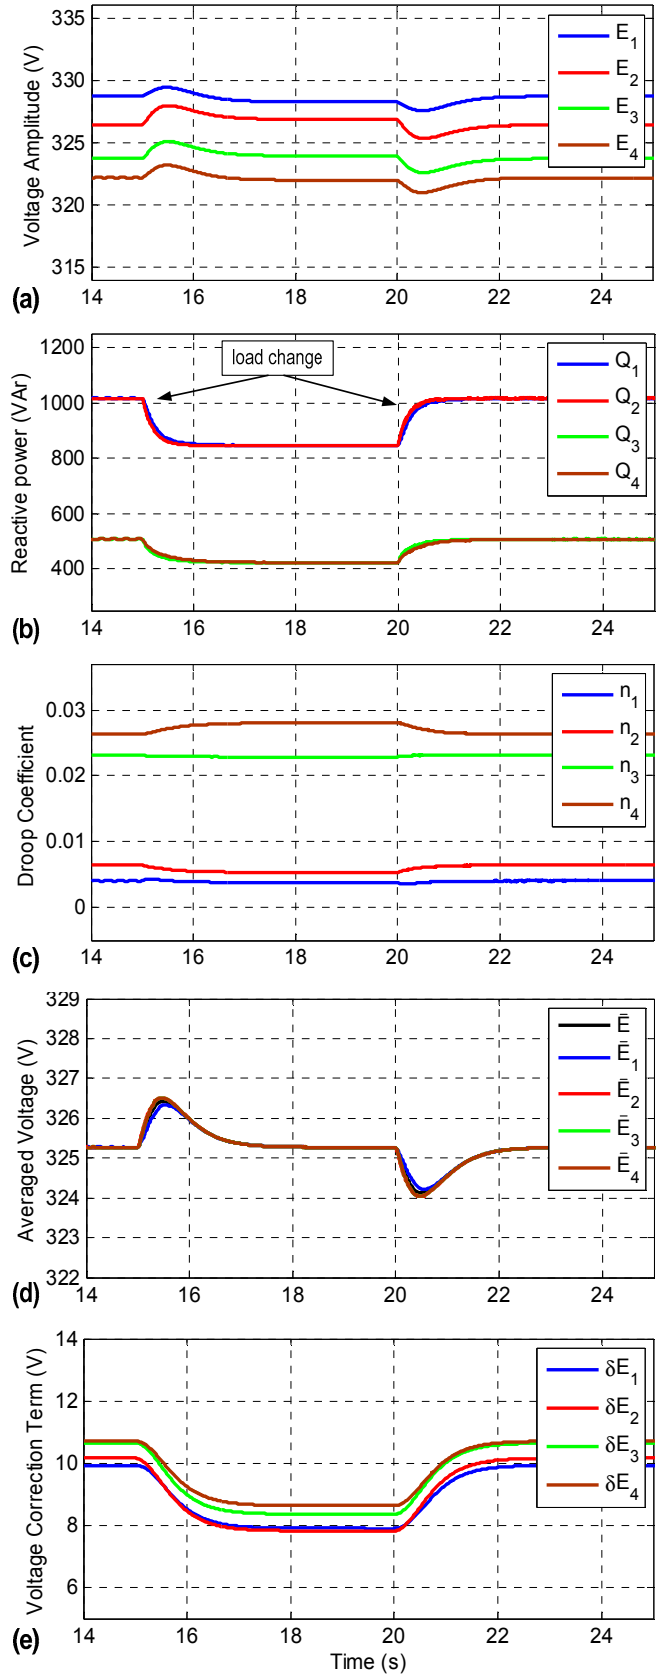 335
330
325
320
315
Voltage Amplitude (V)
E1
E2
E3
E4
14 16 18 20 22 24
(a)
1200
1000
800
600
400
Reactive power (VAr)
load change
Q1
Q2
Q3
Q4
14 16 18 20 22 24
(b)
0.03
0.02
0.01
0
Droop Coefficient
n1
n2
n3
n4
14 16 18 20 22 24
(c)
329
328
327
326
325
324
323
322
Averaged Voltage (V)
Ē
Ē1
Ē2
Ē3
Ē4
14 16 18 20 22 24
(d)
14
12
10
8
6
Voltage Correction Term (V)
δE1
δE2
δE3
δE4
14 16 18 20 22 24
(e)
Time (s)